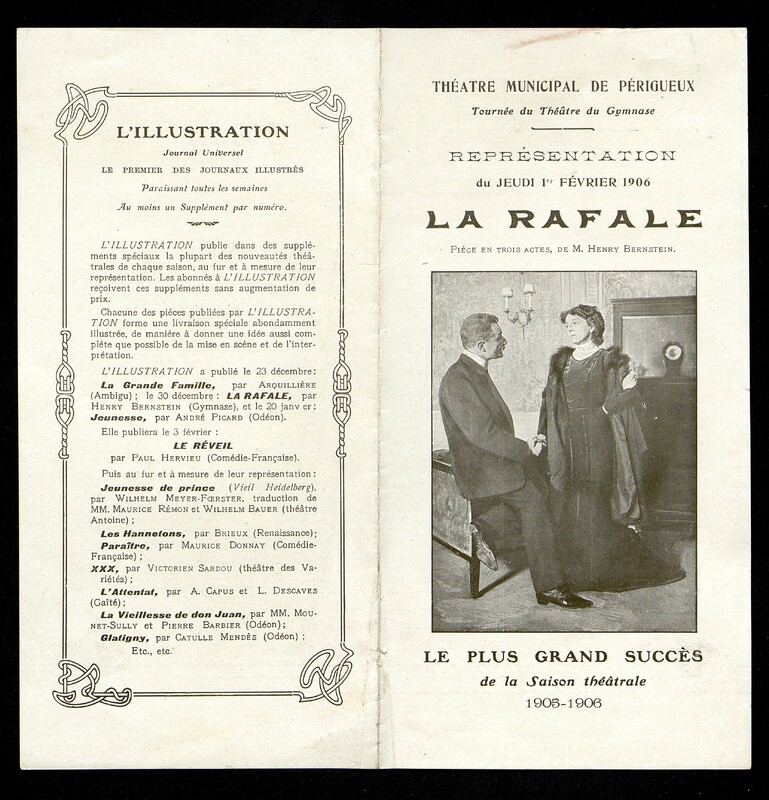 L'ILLUSTRATION
Journal Universel
LE PREMIER DES JOURNAUX ILLUSTRÉS
Paraissant toutes les semaines
Au moins un Supplément par numéro.
L'ILLUSTRATION publie dans des supplé-
ments spéciaux la plupart des nouveautés théâ-
trales de chaque saison, au fur et à mesure de leur
représentation. Les abonnés à L'ILLUSTRATION
reçoivent ces suppléments sans augmentation de
prix.
Chacune des pièces publiées par L'ILLUSTRA-
TION forme une livraison spéciale abondamment
illustrée, de manière à donner une idée aussi com-
plète que possible de la mise en scène et de l'inter-
prétation.
L'ILLUSTRATION a publié le 23 décembre:
La Grande Famille, par ARQUILLIÈRE
(Ambigu) ; le 30 décembre : LA RAFALE, par
HENRY BERNSTEIN (Gymnase), et le 20 janvier;
Jeunesse, par ANDRÉ PICARD (Odéon).
Elle publiera le 3 février :
LE RÉVEIL
par PAUL HERVIEU (Comédie-Française).
Puis au fur et à mesure de leur représentation :
Jeunesse de prince (Vieil Heidelberg),
par WILHELM MEYER-FŒRSTER, traduction de
MM. MAURICE RÉMON et WILHELM BAUER (théâtre
Antoine) ;
Les Hannetons, par BRIEUX (Renaissance);
Paraître, par MAURICE DONNAY (Comédie-
Française) ;
XXX, par VICTORIEN SARDOU (théâtre des Va-
riétés) ;
L'Attentat, par A. CAPUS et L. DESCAVES
(Gaîté) ;
La Vieillesse de don Juan, par MM. MOU-
NET-SULLY et PIERRE BARBIER (Odéon) ;
Glatigny, par CATULLE MENDÈS (Odéon) ;
Etc., etc.
THÉATRE MUNICIPAL DE PÉRIGUEUX
Tournée du Théâtre du Gymnase
REPRÉSENTATION
du JEUDI 1er FÉVRIER 1906
LA RAFALE
PIÈCE EN TROIS ACTES, DE M. HENRY BERNSTEIN.
LE PLUS GRAND SUCCÈS
de la Saison théâtrale
1905-1906